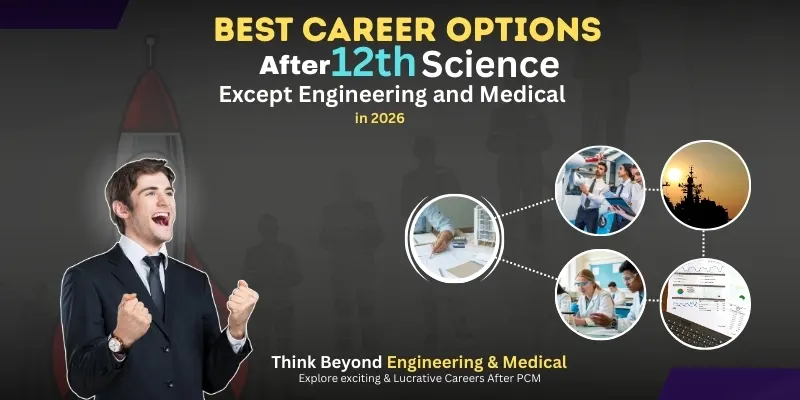 BEST CAREER OPTIONS
After 12th Science
Except Engineering and Medical
in 2026
Think Beyond Engineering & Medical
Explore exciting & Lucrative Careers After PCM